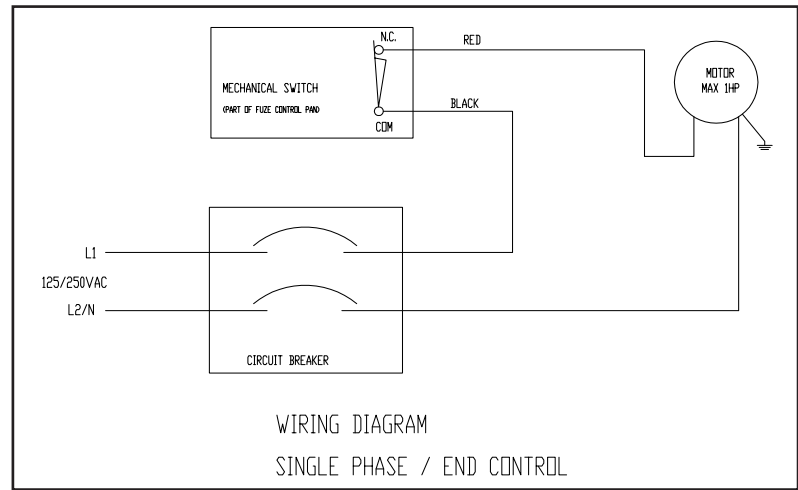 N.C.
RED
MOTOR
MAX 1HP
MECHANICAL SWITCH
(PART OF FUZE CONTROL PAN)
BLACK
COM
L1
125/250VAC
L2/N
CIRCUIT BREAKER
WIRING DIAGRAM
SINGLE PHASE / END CONTROL